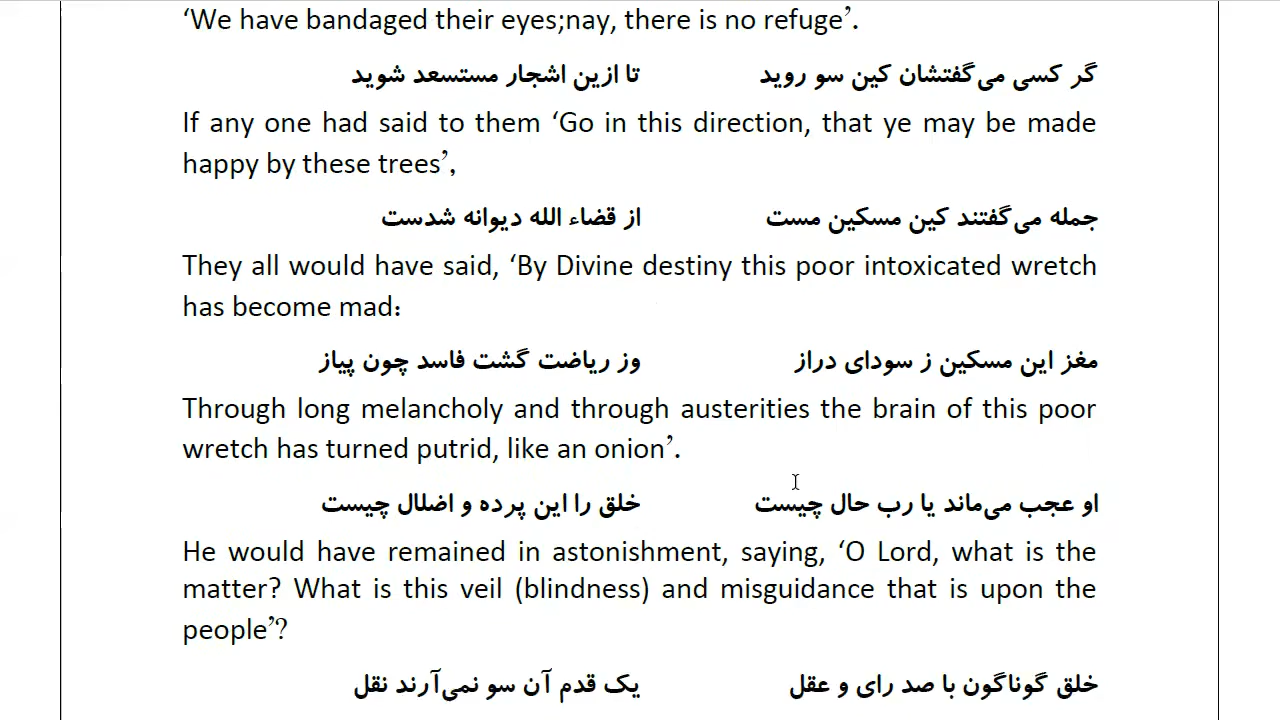 ‘We have bandaged their eyes;nay, there is no refuge’.
گر کسی می‌گفتشان کین سو روید تا ازین اشجار مستسعد شوید
If any one had said to them ‘Go in this direction, that ye may be made
happy by these trees’,
جمله می‌گفتند کین مسکین مست از قضاء الله دیوانه شدست
They all would have said, ‘By Divine destiny this poor intoxicated wretch
has become mad:
مغز این مسکین ز سودای دراز وز ریاضت گشت فاسد چون پیاز
Through long melancholy and through austerities the brain of this poor
wretch has turned putrid, like an onion’.
او عجب می‌ماند یا رب حال چیست خلق را این پرده و اضلال چیست
He would have remained in astonishment, saying, ‘O Lord, what is the
matter? What is this veil (blindness) and misguidance that is upon the
people’?
خلق گوناگون با صد رای و عقل یک قدم آن سو نمی‌آرند نقل